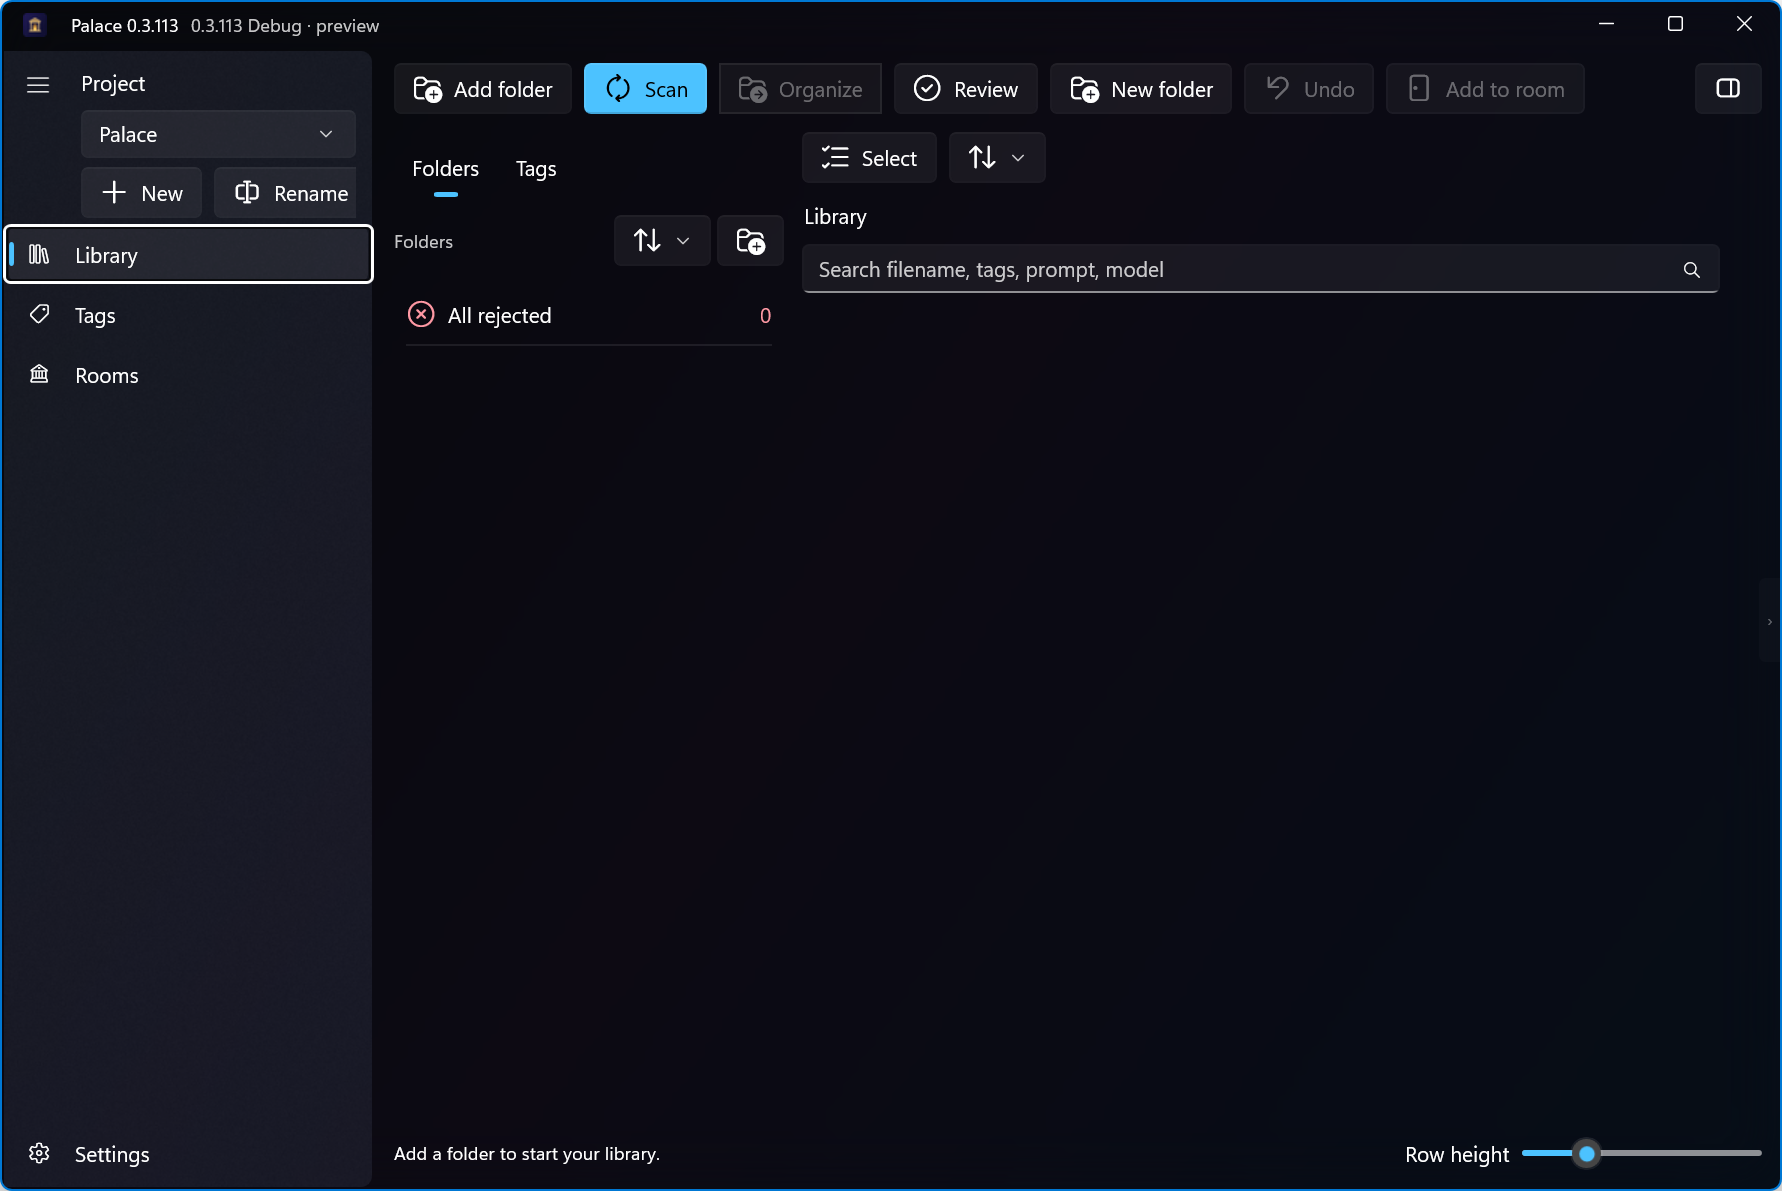 Palace 0.3.113 0.3.113 Debug · preview
Project
Palace
New Rename
Library
Tags
Rooms
Settings
Add folder Scan Organize Review New folder Undo Add to room
Folders Tags
Folders
All rejected 0
Select
Library
Search filename, tags, prompt, model
Add a folder to start your library.
Row height